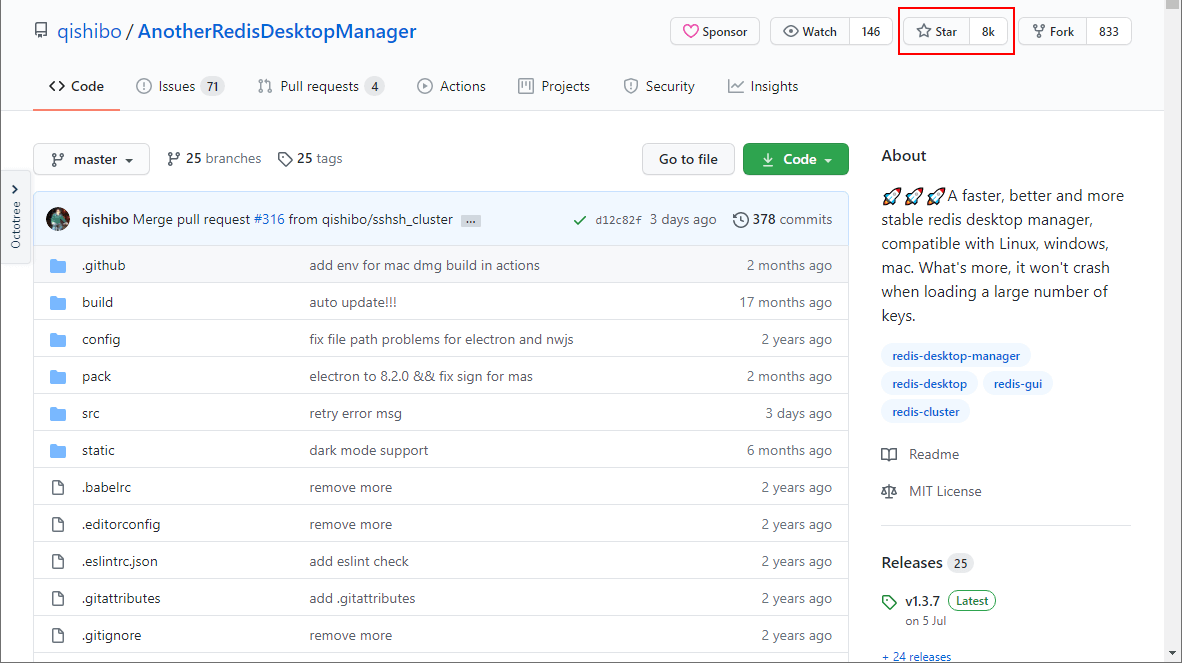 qishibo / AnotherRedisDesktopManager
Sponsor Watch 146 Star 8k Fork 833
Code Issues 71 Pull requests 4 Actions Projects Security Insights
master 25 branches 25 tags Go to file Code
Octotree
qishibo Merge pull request #316 from qishibo/sshsh_cluster ... d12c82f 3 days ago 378 commits
.github add env for mac dmg build in actions 2 months ago
build auto update!!! 17 months ago
config fix file path problems for electron and nwjs 2 years ago
pack electron to 8.2.0 && fix sign for mas 2 months ago
src retry error msg 3 days ago
static dark mode support 6 months ago
.babelrc remove more 2 years ago
.editorconfig remove more 2 years ago
.eslintrc.json add eslint check 2 years ago
.gitattributes add .gitattributes 2 years ago
.gitignore remove more 2 years ago
About
🚀🚀🚀A faster, better and more
stable redis desktop manager,
compatible with Linux, windows,
mac. What's more, it won't crash
when loading a large number of
keys.
redis-desktop-manager
redis-desktop redis-gui
redis-cluster
Readme
MIT License
Releases 25
v1.3.7 Latest
on 5 Jul
+ 24 releases